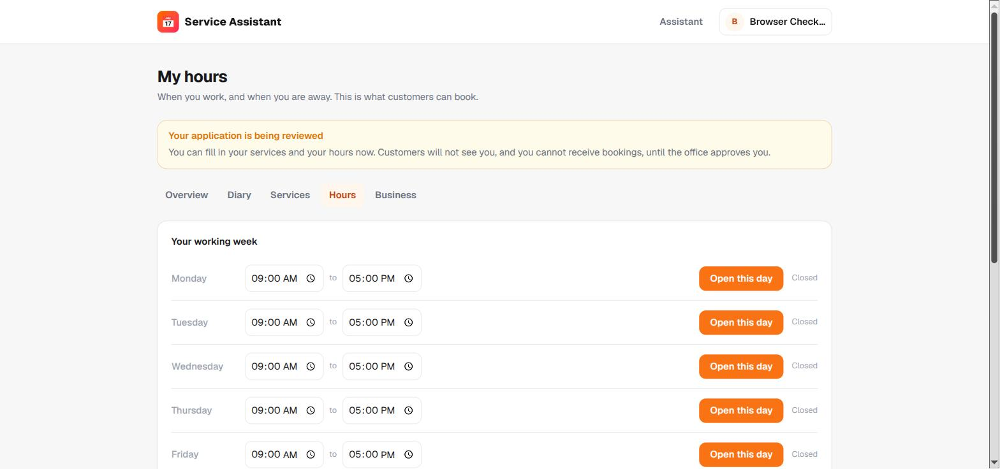 July
17
Service Assistant
Assistant
B
Browser Check...
My hours
When you work, and when you are away. This is what customers can book.
Your application is being reviewed
You can fill in your services and your hours now. Customers will not see you, and you cannot receive bookings, until the office approves you.
Overview
Diary
Services
Hours
Business
Your working week
Monday 09:00 AM to 05:00 PM Open this day Closed
Tuesday 09:00 AM to 05:00 PM Open this day Closed
Wednesday 09:00 AM to 05:00 PM Open this day Closed
Thursday 09:00 AM to 05:00 PM Open this day Closed
Friday 09:00 AM to 05:00 PM Open this day Closed